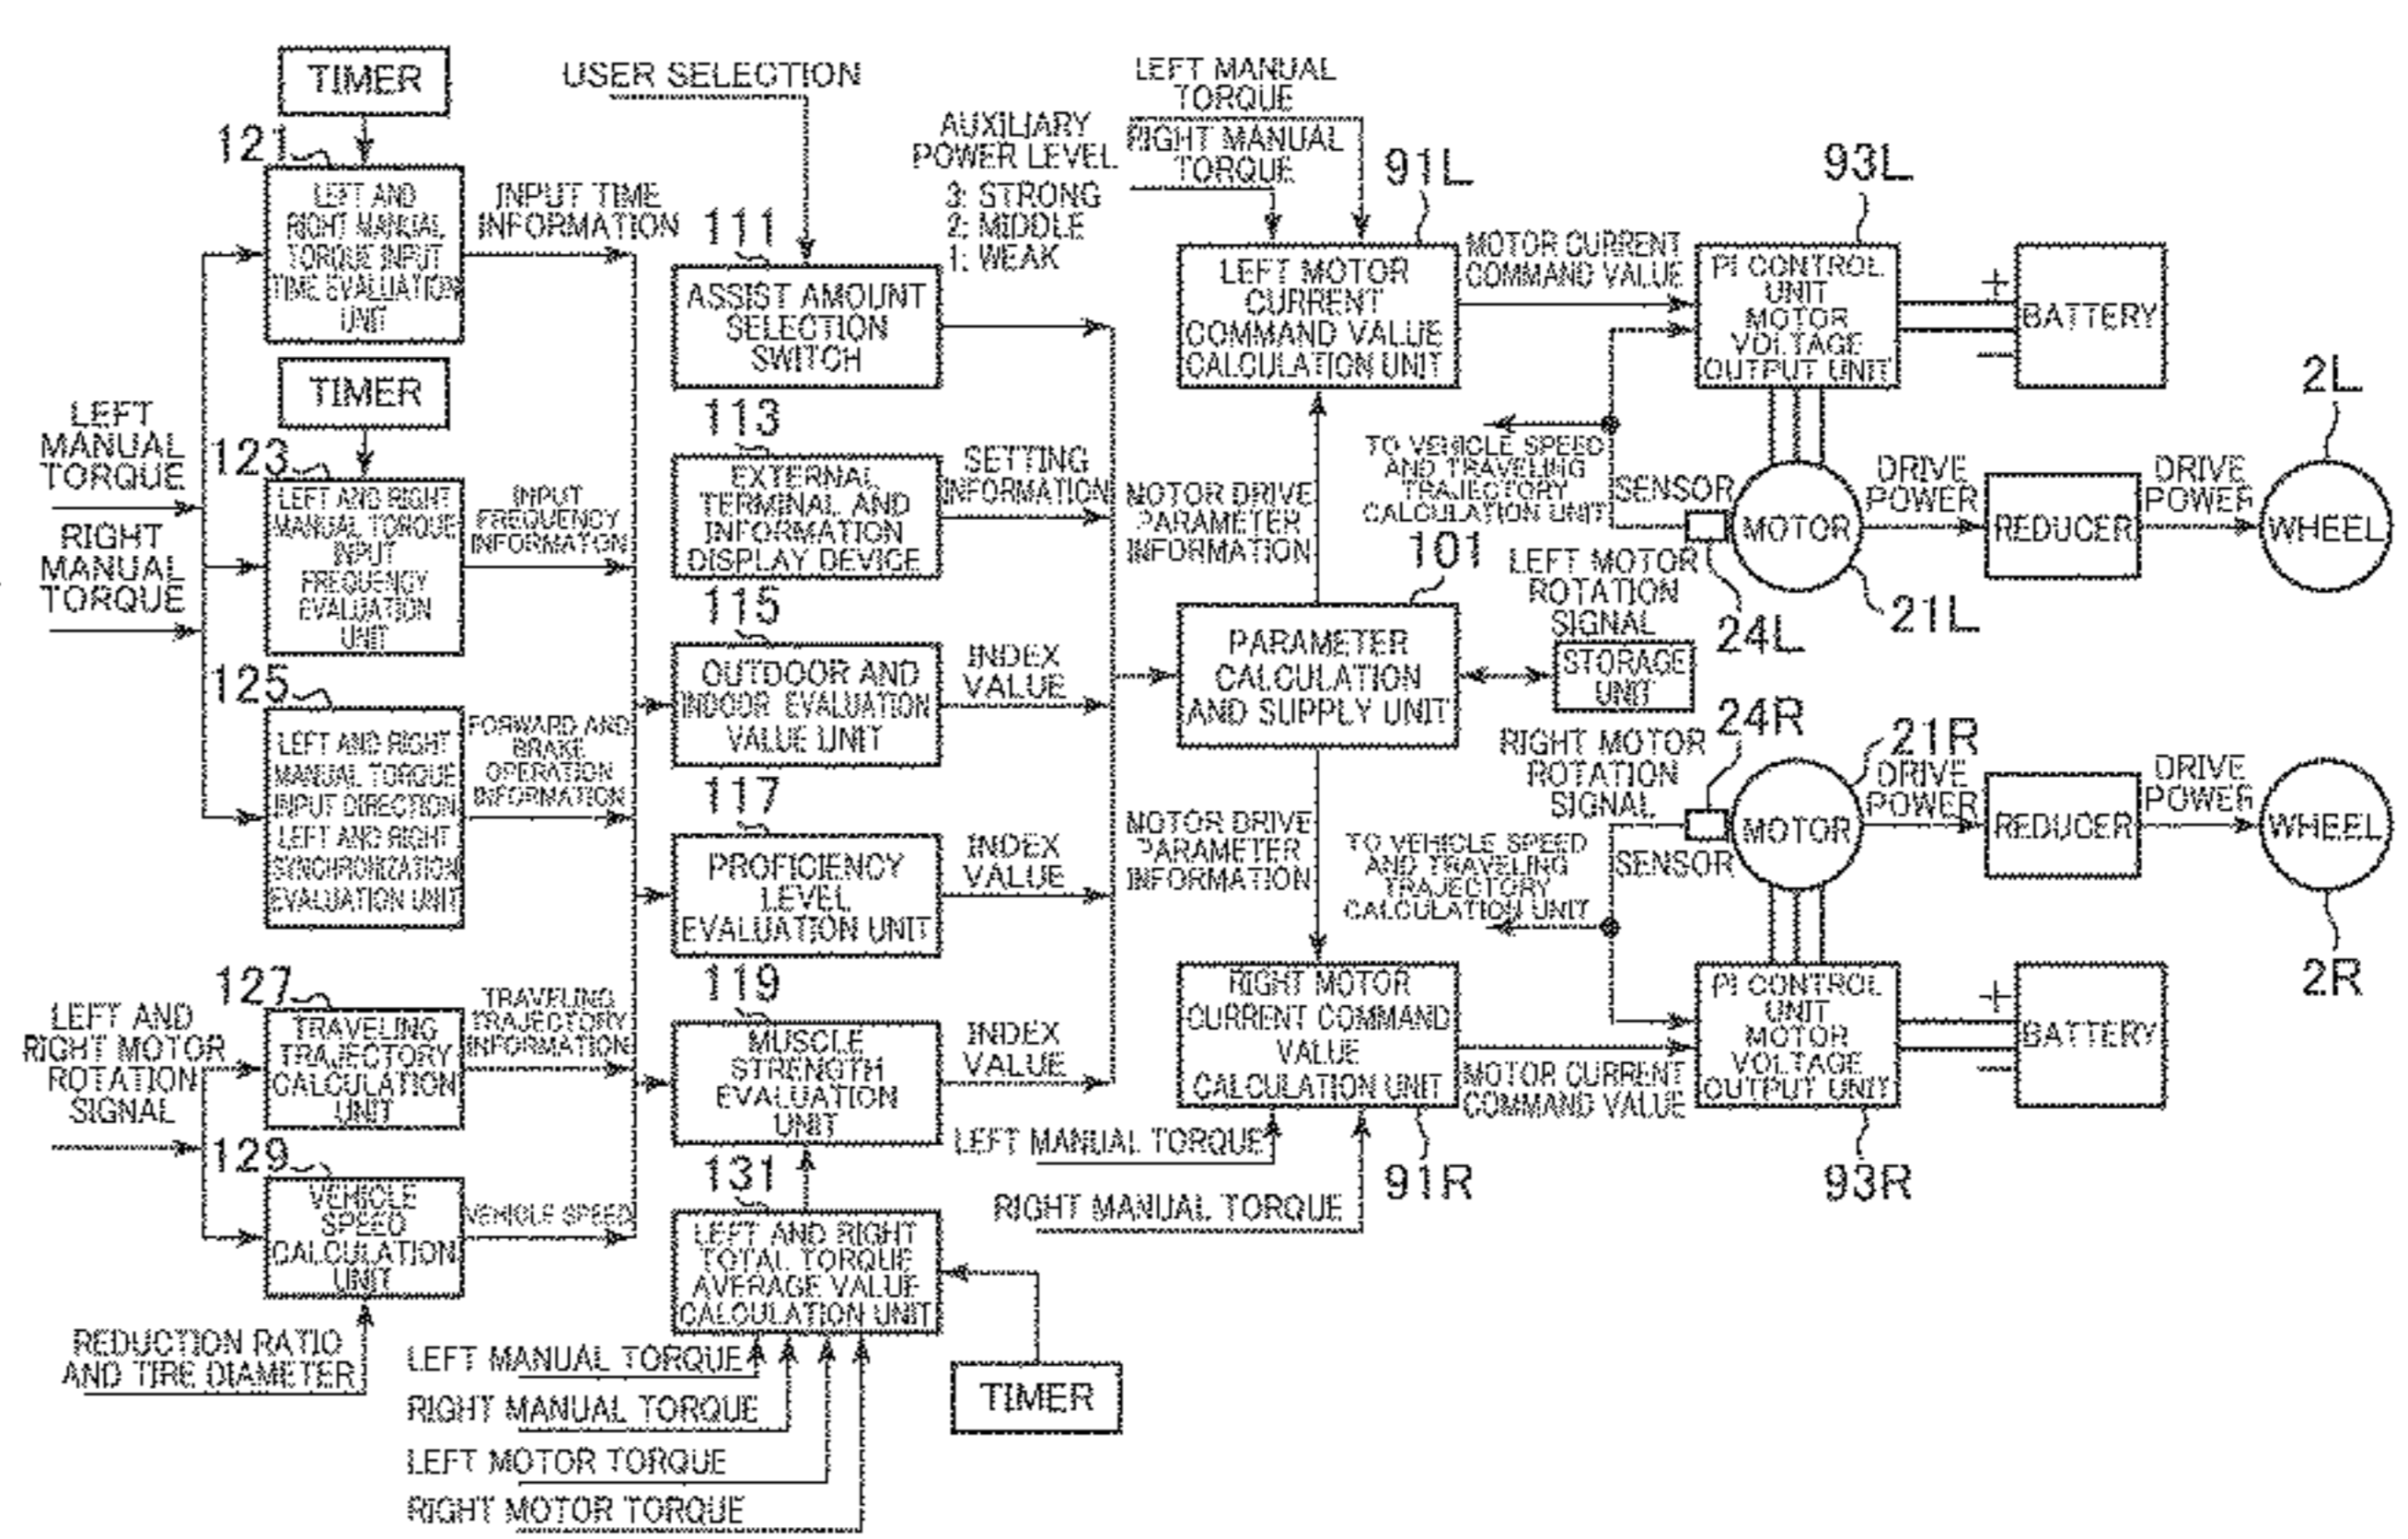 TIMER
121
LEFT AND
RIGHT MANUAL
TORQUE INPUT
TIME EVALUATION
UNIT
INPUT TIME
INFORMATION
TIMER
LEFT
MANUAL
TORQUE
RIGHT
MANUAL
TORQUE
123
LEFT AND RIGHT
MANUAL TORQUE
INPUT
FREQUENCY
EVALUATION
UNIT
INPUT
FREQUENCY
INFORMATON
125
LEFT AND RIGHT
MANUAL TORQUE
INPUT DIRECTION
LEFT AND RIGHT
SYNCHRONIZATION
EVALUATION UNIT
FORWARD AND
BRAKE
OPERATION
INFORMATION
LEFT AND
RIGHT MOTOR
ROTATION
SIGNAL
127
TRAVELING
TRAJECTORY
CALCULATION
UNIT
TRAVELING
TRAJECTORY
INFORMATION
129
VEHICLE
SPEED
CALCULATION
UNIT
VEHICLE SPEED
REDUCTION RATIO
AND TIRE DIAMETER
USER SELECTION
111
ASSIST AMOUNT
SELECTION
SWITCH
AUXILIARY
POWER LEVEL
3: STRONG
2: MIDDLE
1: WEAK
113
EXTERNAL
TERMINAL AND
INFORMATION
DISPLAY DEVICE
SETTING
INFORMATION
115
OUTDOOR AND
INDOOR EVALUATION
VALUE UNIT
INDEX
VALUE
117
PROFICIENCY
LEVEL
EVALUATION UNIT
INDEX
VALUE
119
MUSCLE
STRENGTH
EVALUATION
UNIT
INDEX
VALUE
131
LEFT AND RIGHT
TOTAL TORQUE
AVERAGE VALUE
CALCULATION UNIT
LEFT MANUAL TORQUE
RIGHT MANUAL TORQUE
LEFT MOTOR TORQUE
RIGHT MOTOR TORQUE
TIMER
LEFT MANUAL
TORQUE
RIGHT MANUAL
TORQUE
91L
LEFT MOTOR
CURRENT
COMMAND VALUE
CALCULATION UNIT
MOTOR CURRENT
COMMAND VALUE
MOTOR DRIVE
PARAMETER
INFORMATION
101
PARAMETER
CALCULATION
AND SUPPLY UNIT
STORAGE
UNIT
MOTOR DRIVE
PARAMETER
INFORMATION
RIGHT MOTOR
CURRENT COMMAND
VALUE
CALCULATION UNIT
MOTOR CURRENT
COMMAND VALUE
LEFT MANUAL TORQUE
RIGHT MANUAL TORQUE
91R
93L
PI CONTROL
UNIT
MOTOR
VOLTAGE
OUTPUT UNIT
+
−
BATTERY
TO VEHICLE SPEED
AND TRAVELING
TRAJECTORY
CALCULATION UNIT
SENSOR
LEFT MOTOR
ROTATION
SIGNAL
24L
MOTOR
21L
DRIVE
POWER
REDUCER
DRIVE
POWER
2L
WHEEL
RIGHT MOTOR
ROTATION
SIGNAL
24R
SENSOR
TO VEHICLE SPEED
AND TRAVELING
TRAJECTORY
CALCULATION UNIT
MOTOR
21R
DRIVE
POWER
REDUCER
DRIVE
POWER
WHEEL
2R
PI CONTROL
UNIT
MOTOR
VOLTAGE
OUTPUT UNIT
+
−
BATTERY
93R